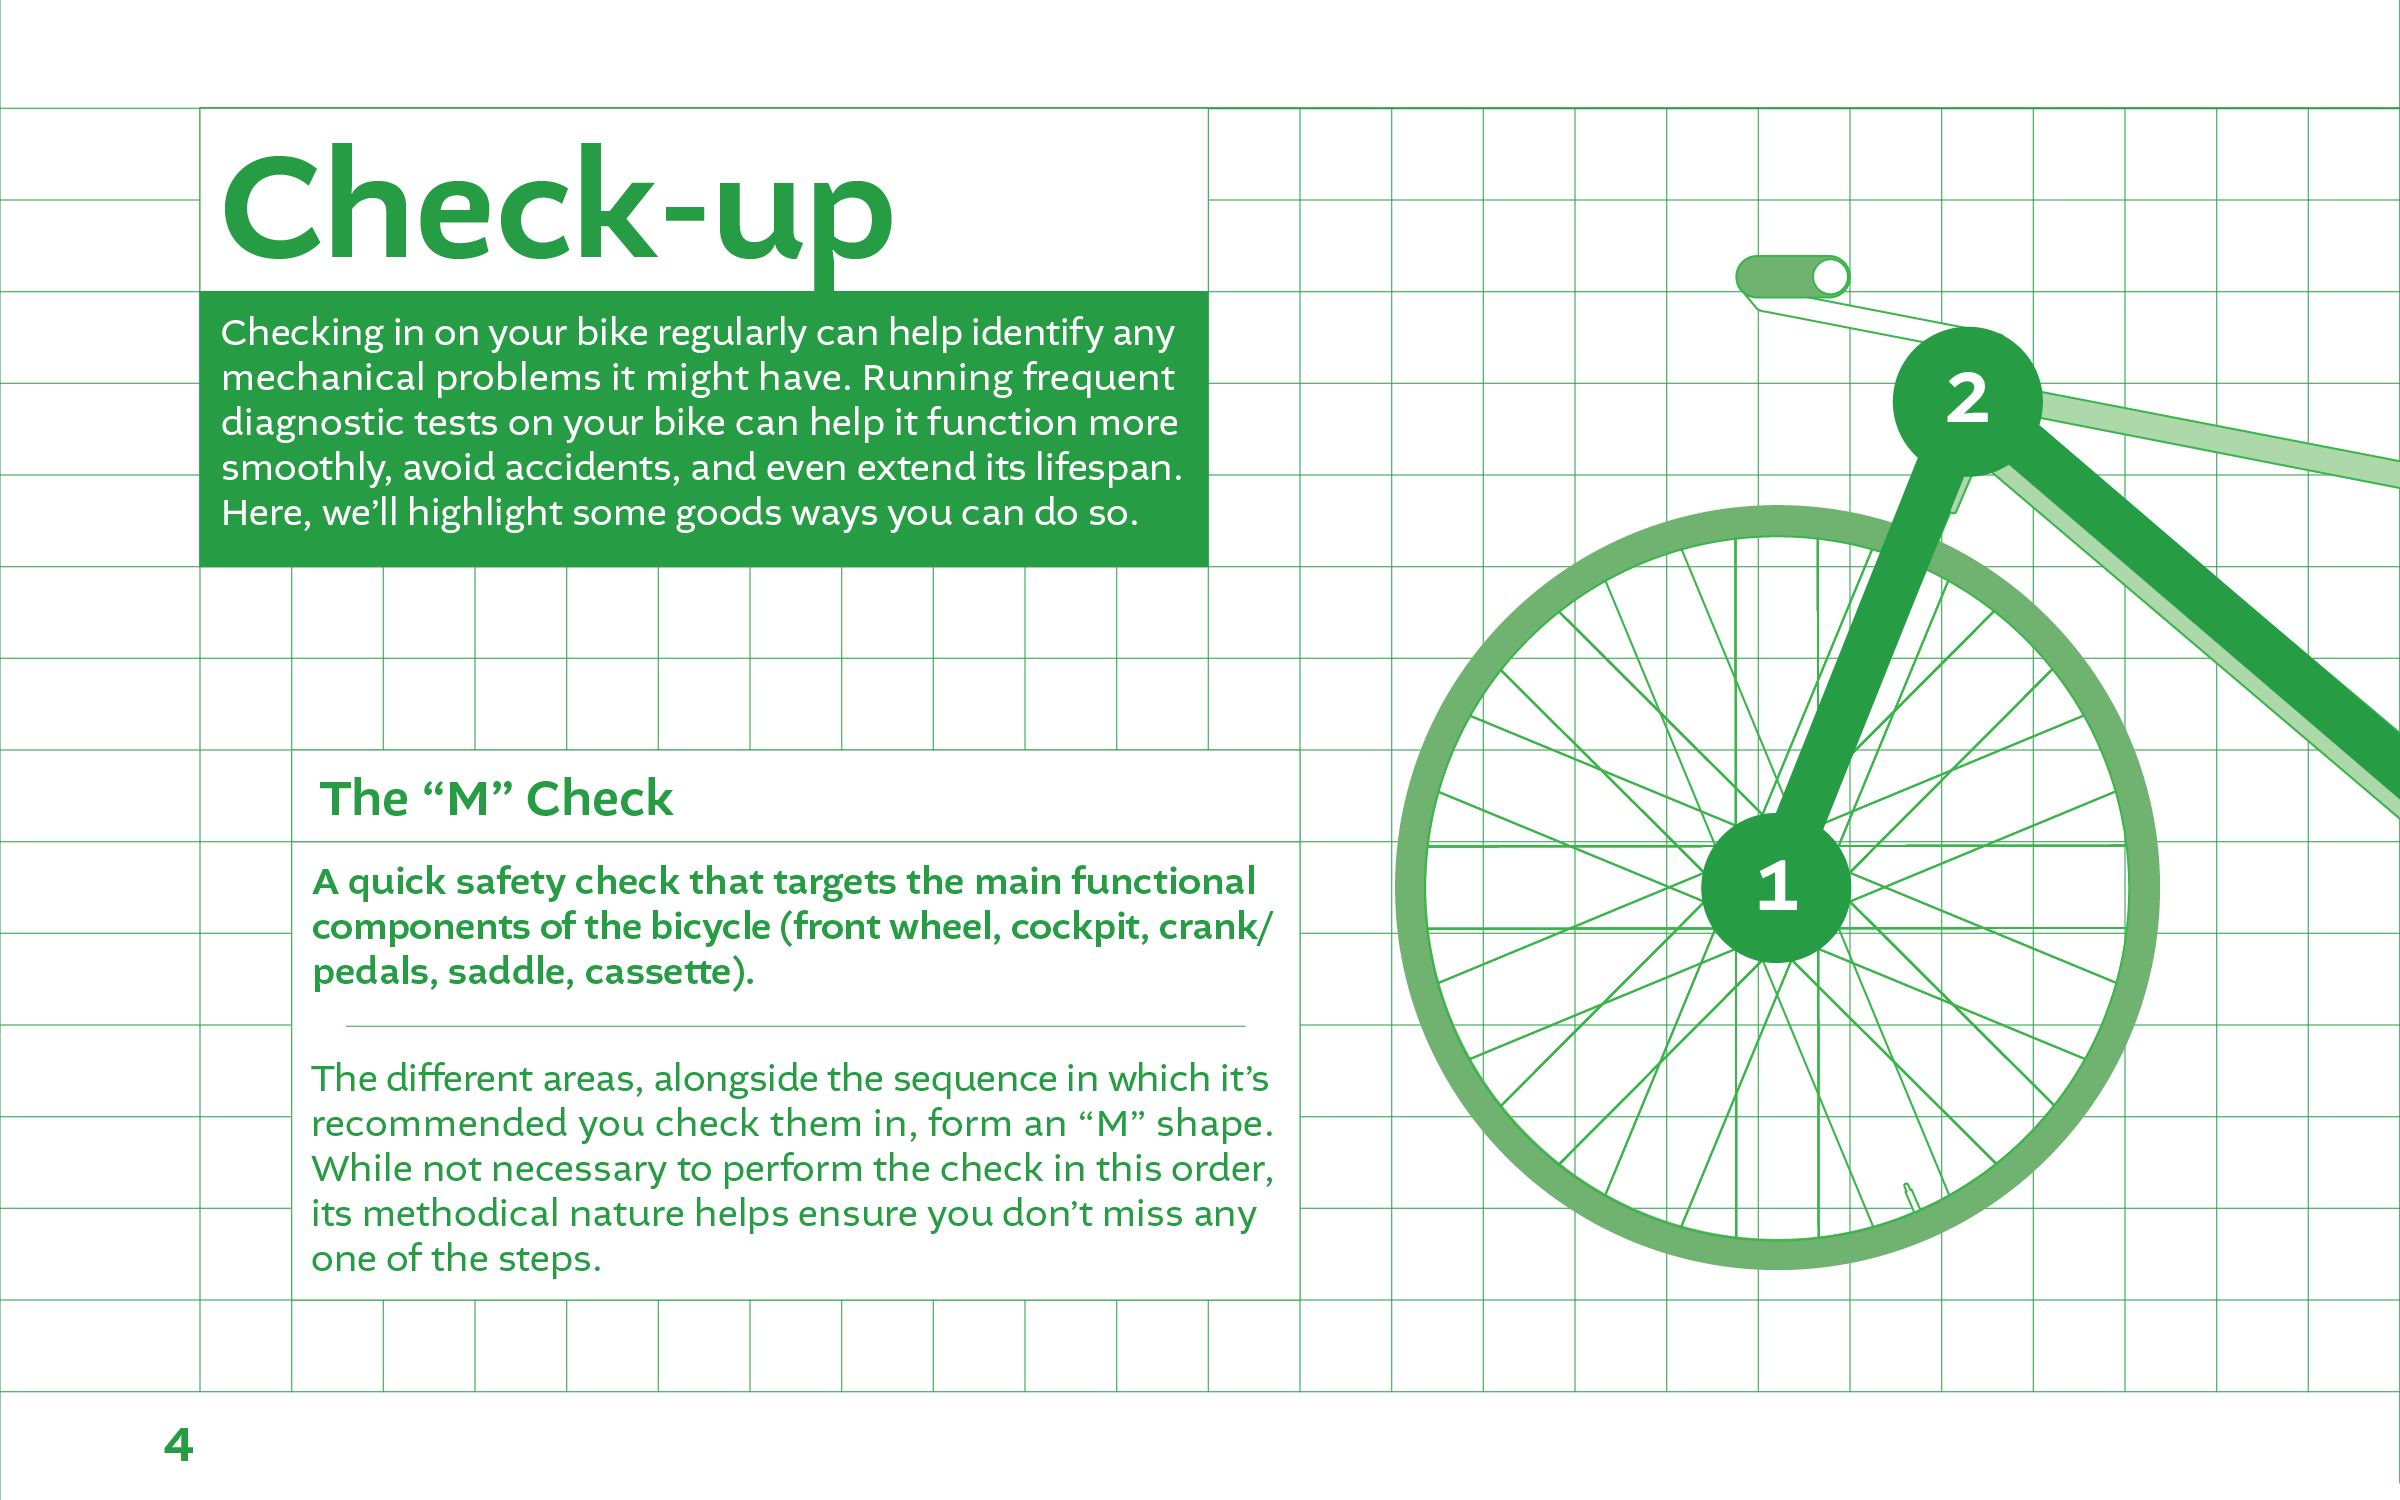 Check-up
Checking in on your bike regularly can help identify any
mechanical problems it might have. Running frequent
diagnostic tests on your bike can help it function more
smoothly, avoid accidents, and even extend its lifespan.
Here, we’ll highlight some goods ways you can do so.
The “M” Check
A quick safety check that targets the main functional
components of the bicycle (front wheel, cockpit, crank/
pedals, saddle, cassette).
The different areas, alongside the sequence in which it’s
recommended you check them in, form an “M” shape.
While not necessary to perform the check in this order,
its methodical nature helps ensure you don’t miss any
one of the steps.
2
1
4